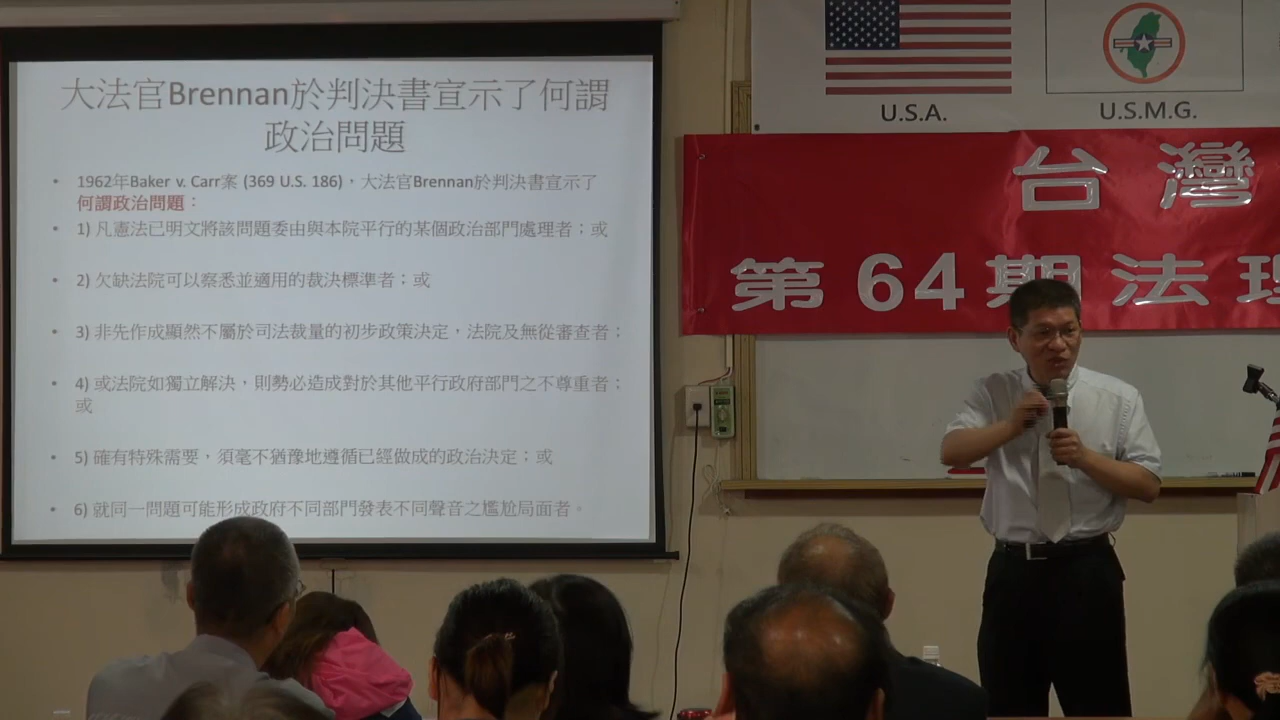 大法官Brennan於判決書宣示了何謂
政治問題
• 1962年Baker v. Carr案 (369 U.S. 186)，大法官Brennan於判決書宣示了
何謂政治問題：
• 1) 凡憲法已明文將該問題委由與本院平行的某個政治部門處理者；或
• 2) 欠缺法院可以察悉並適用的裁決標準者；或
• 3) 非先作成顯然不屬於司法裁量的初步政策決定，法院及無從審查者；
• 4) 或法院如獨立解決，則勢必造成對於其他平行政府部門之不尊重者；
或
• 5) 確有特殊需要，須毫不猶豫地遵循已經做成的政治決定；或
• 6) 就同一問題可能形成政府不同部門發表不同聲音之尷尬局面者。
U.S.A.
U.S.M.G.
台灣
第64期法理